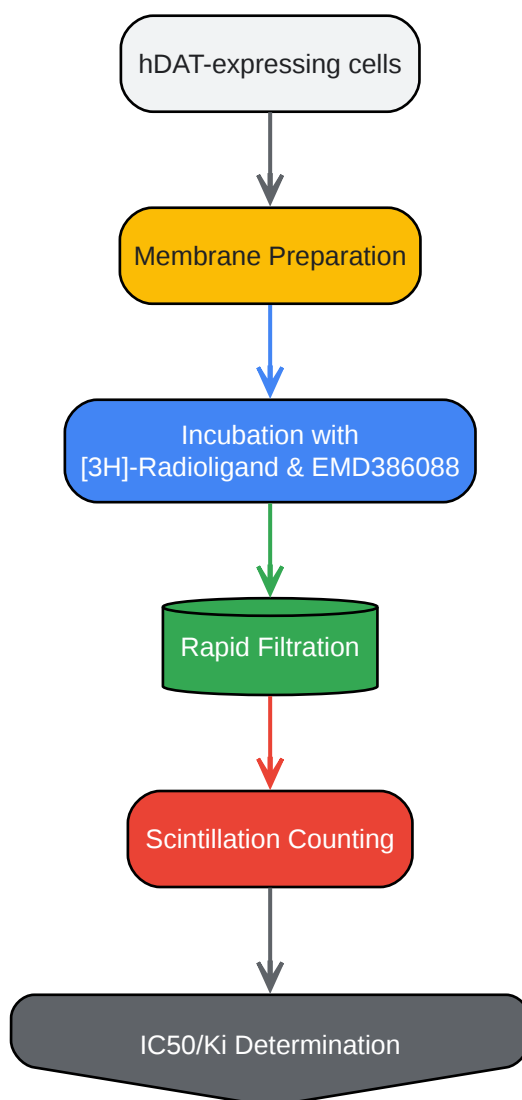 hDAT-expressing cells
Membrane Preparation
Incubation with
[3H]-Radioligand & EMD386088
Rapid Filtration
Scintillation Counting
IC50/Ki Determination